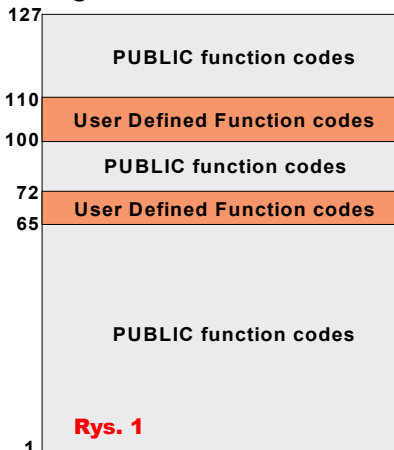 127
PUBLIC function codes
110
User Defined Function codes
100
PUBLIC function codes
72
User Defined Function codes
65
PUBLIC function codes
Rys. 1
1